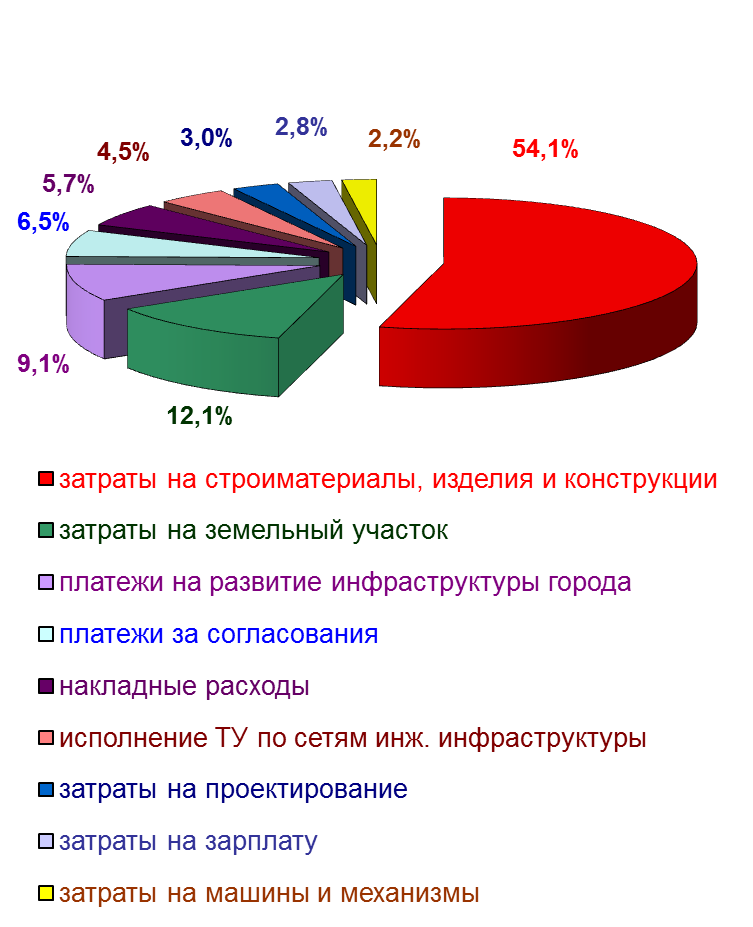 2,8%
3,0%
2,2%
54,1%
4,5%
5,7%
6,5%
9,1%
12,1%
затраты на строиматериалы, изделия и конструкции
затраты на земельный участок
платежи на развитие инфраструктуры города
платежи за согласования
накладные расходы
исполнение ТУ по сетям инж. инфраструктуры
затраты на проектирование
затраты на зарплату
затраты на машины и механизмы